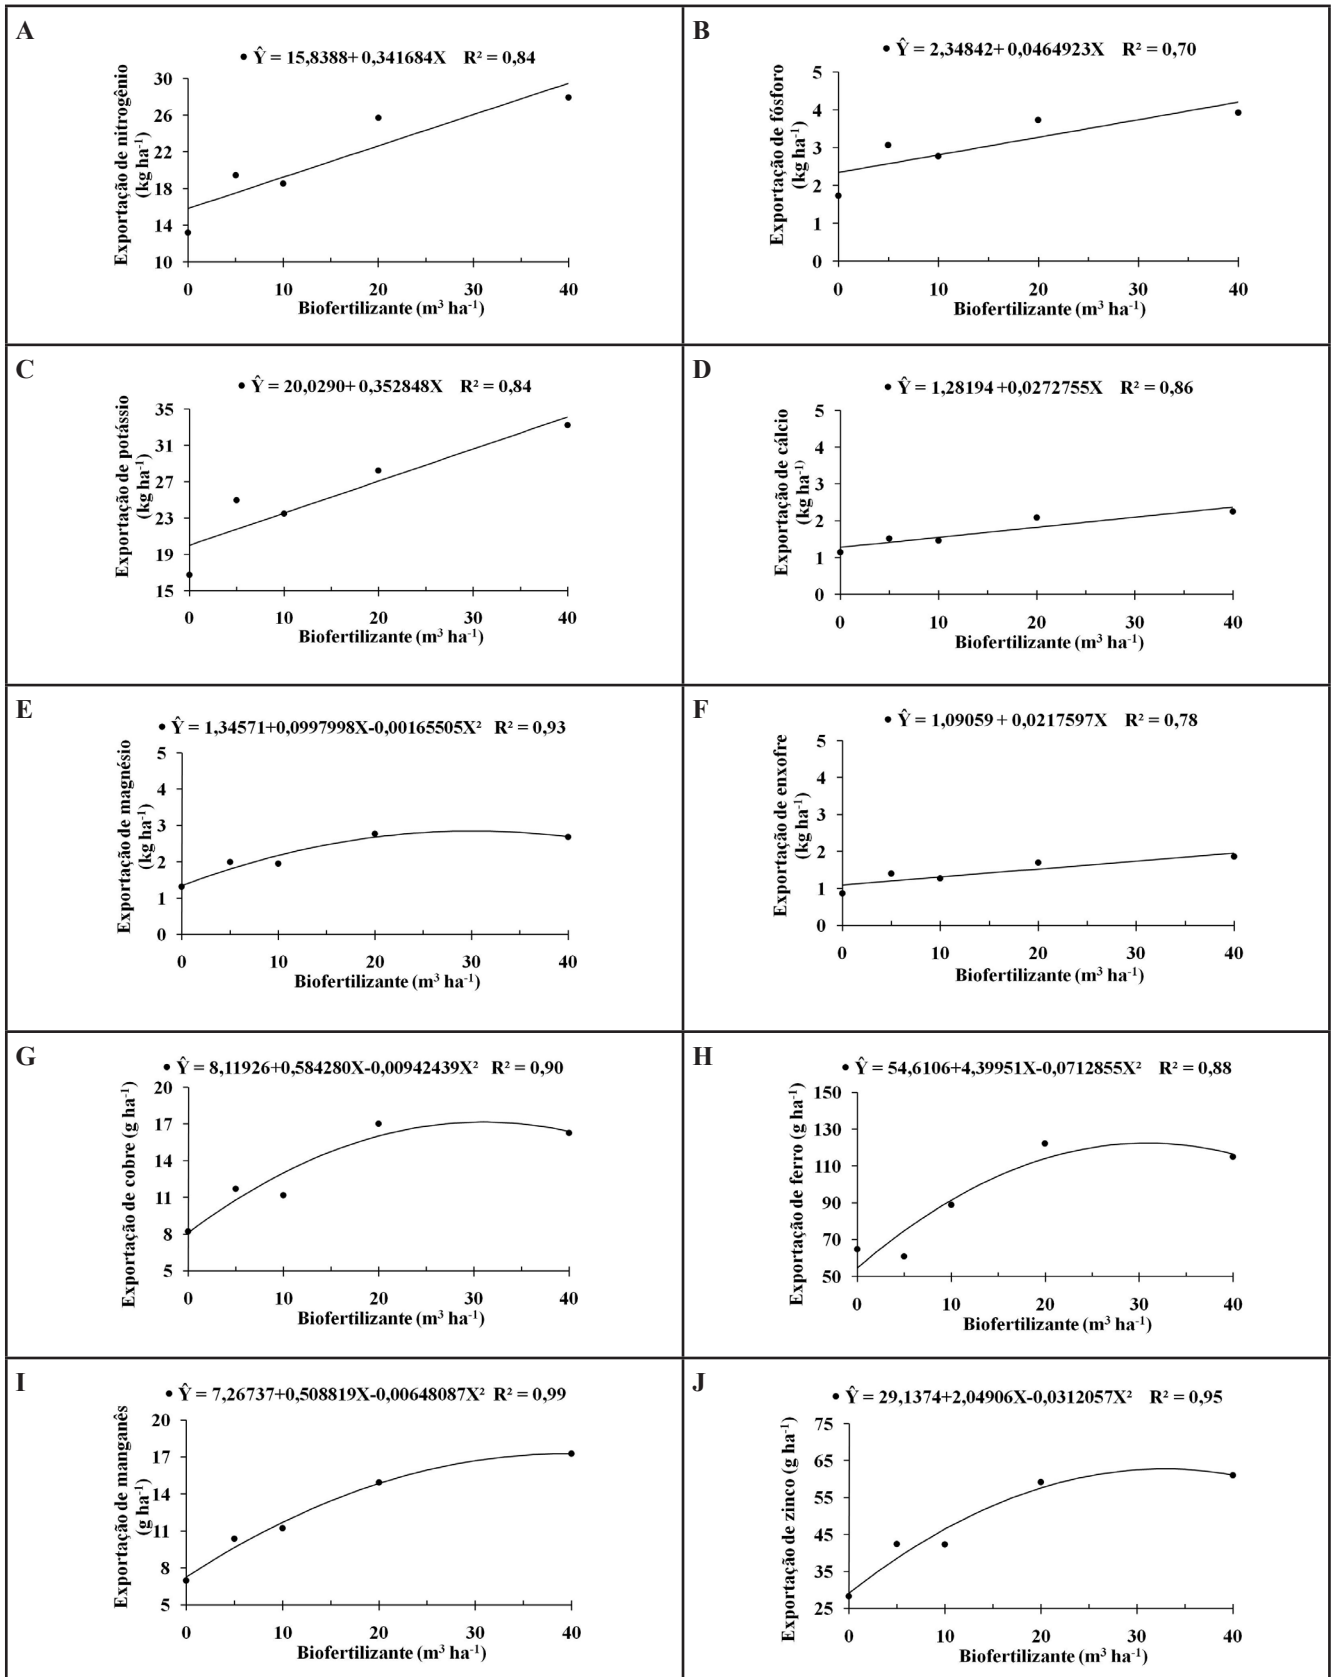 A
• Ŷ = 15,8388+ 0,341684X R² = 0,84
Exportação de nitrogênio
(kg ha⁻¹)
30
26
22
18
14
10
0 10 20 30 40
Biofertilizante (m³ ha⁻¹)
B
• Ŷ = 2,34842+ 0,0464923X R² = 0,70
Exportação de fósforo
(kg ha⁻¹)
5
4
3
2
1
0
0 10 20 30 40
Biofertilizante (m³ ha⁻¹)
C
• Ŷ = 20,0290+ 0,352848X R² = 0,84
Exportação de potássio
(kg ha⁻¹)
35
31
27
23
19
15
0 10 20 30 40
Biofertilizante (m³ ha⁻¹)
D
• Ŷ = 1,28194 +0,0272755X R² = 0,86
Exportação de cálcio
(kg ha⁻¹)
5
4
3
2
1
0
0 10 20 30 40
Biofertilizante (m³ ha⁻¹)
E
• Ŷ = 1,34571+0,0997998X-0,00165505X² R² = 0,93
Exportação de magnésio
(kg ha⁻¹)
5
4
3
2
1
0
0 10 20 30 40
Biofertilizante (m³ ha⁻¹)
F
• Ŷ = 1,09059 + 0,0217597X R² = 0,78
Exportação de enxofre
(kg ha⁻¹)
5
4
3
2
1
0
0 10 20 30 40
Biofertilizante (m³ ha⁻¹)
G
• Ŷ = 8,11926+0,584280X-0,00942439X² R² = 0,90
Exportação de cobre (g ha⁻¹)
20
17
14
11
8
5
0 10 20 30 40
Biofertilizante (m³ ha⁻¹)
H
• Ŷ = 54,6106+4,39951X-0,0712855X² R² = 0,88
Exportação de ferro (g ha⁻¹)
150
130
110
90
70
50
0 10 20 30 40
Biofertilizante (m³ ha⁻¹)
I
• Ŷ = 7,26737+0,508819X-0,00648087X² R² = 0,99
Exportação de manganês
(g ha⁻¹)
20
17
14
11
8
5
0 10 20 30 40
Biofertilizante (m³ ha⁻¹)
J
• Ŷ = 29,1374+2,04906X-0,0312057X² R² = 0,95
Exportação de zinco (g ha⁻¹)
75
65
55
45
35
25
0 10 20 30 40
Biofertilizante (m³ ha⁻¹)